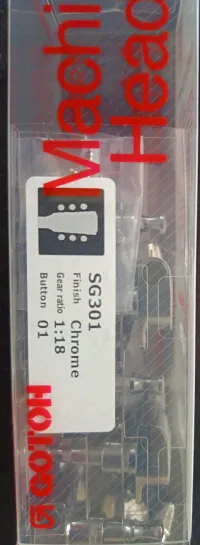 Machi
Head
SG301
Finish Chrome
Gear ratio 1:18
Button 01
GOTOH